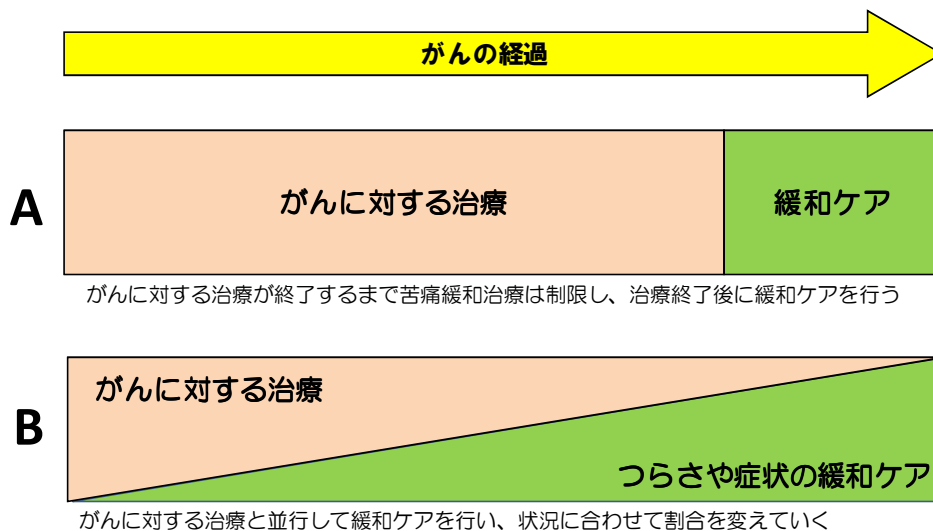 がんの経過
A
がんに対する治療
緩和ケア
がんに対する治療が終了するまで苦痛緩和治療は制限し、治療終了後に緩和ケアを行う
B
がんに対する治療
つらさや症状の緩和ケア
がんに対する治療と並行して緩和ケアを行い、状況に合わせて割合を変えていく